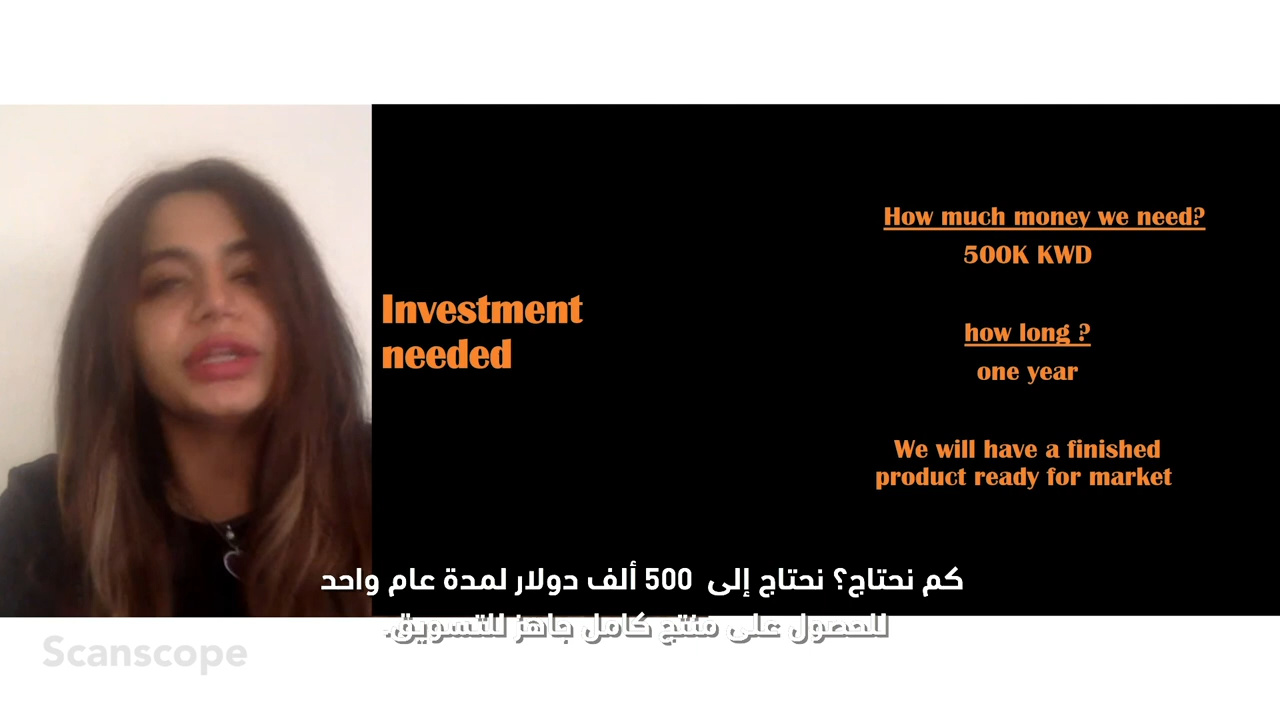 Investment
needed
How much money we need?
500K KWD
how long ?
one year
We will have a finished
product ready for market
كم نحتاج؟ نحتاج إلى 500 ألف دولار لمدة عام واحد
للحصول على منتج كامل جاهز للتسويق.
Scanscope